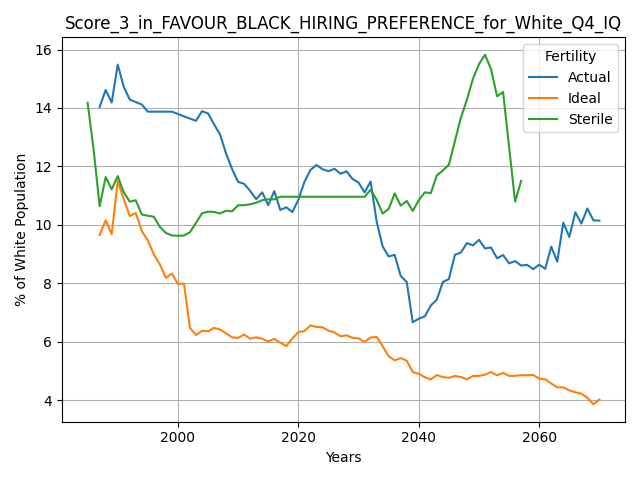 Score_3_in_FAVOUR_BLACK_HIRING_PREFERENCE_for_White_Q4_IQ
Fertility
Actual
Ideal
Sterile
% of White Population
16
14
12
10
8
6
4
2000 2020 2040 2060
Years